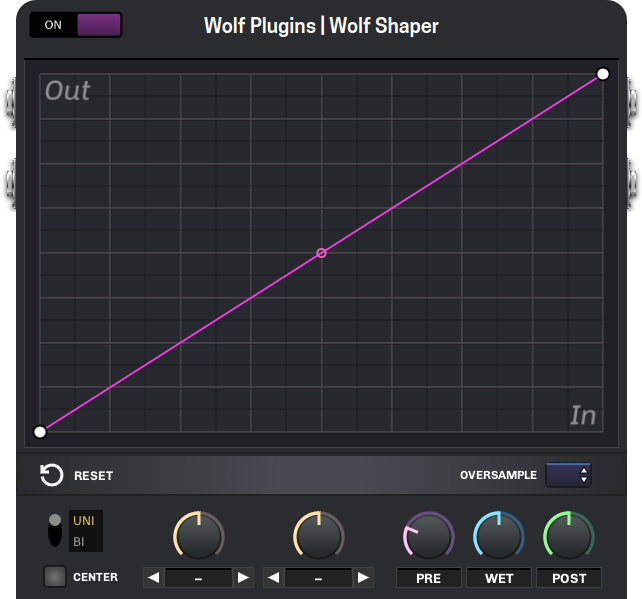 ON
Wolf Plugins | Wolf Shaper
Out
In
RESET
OVERSAMPLE
UNI
BI
CENTER
–
–
PRE
WET
POST